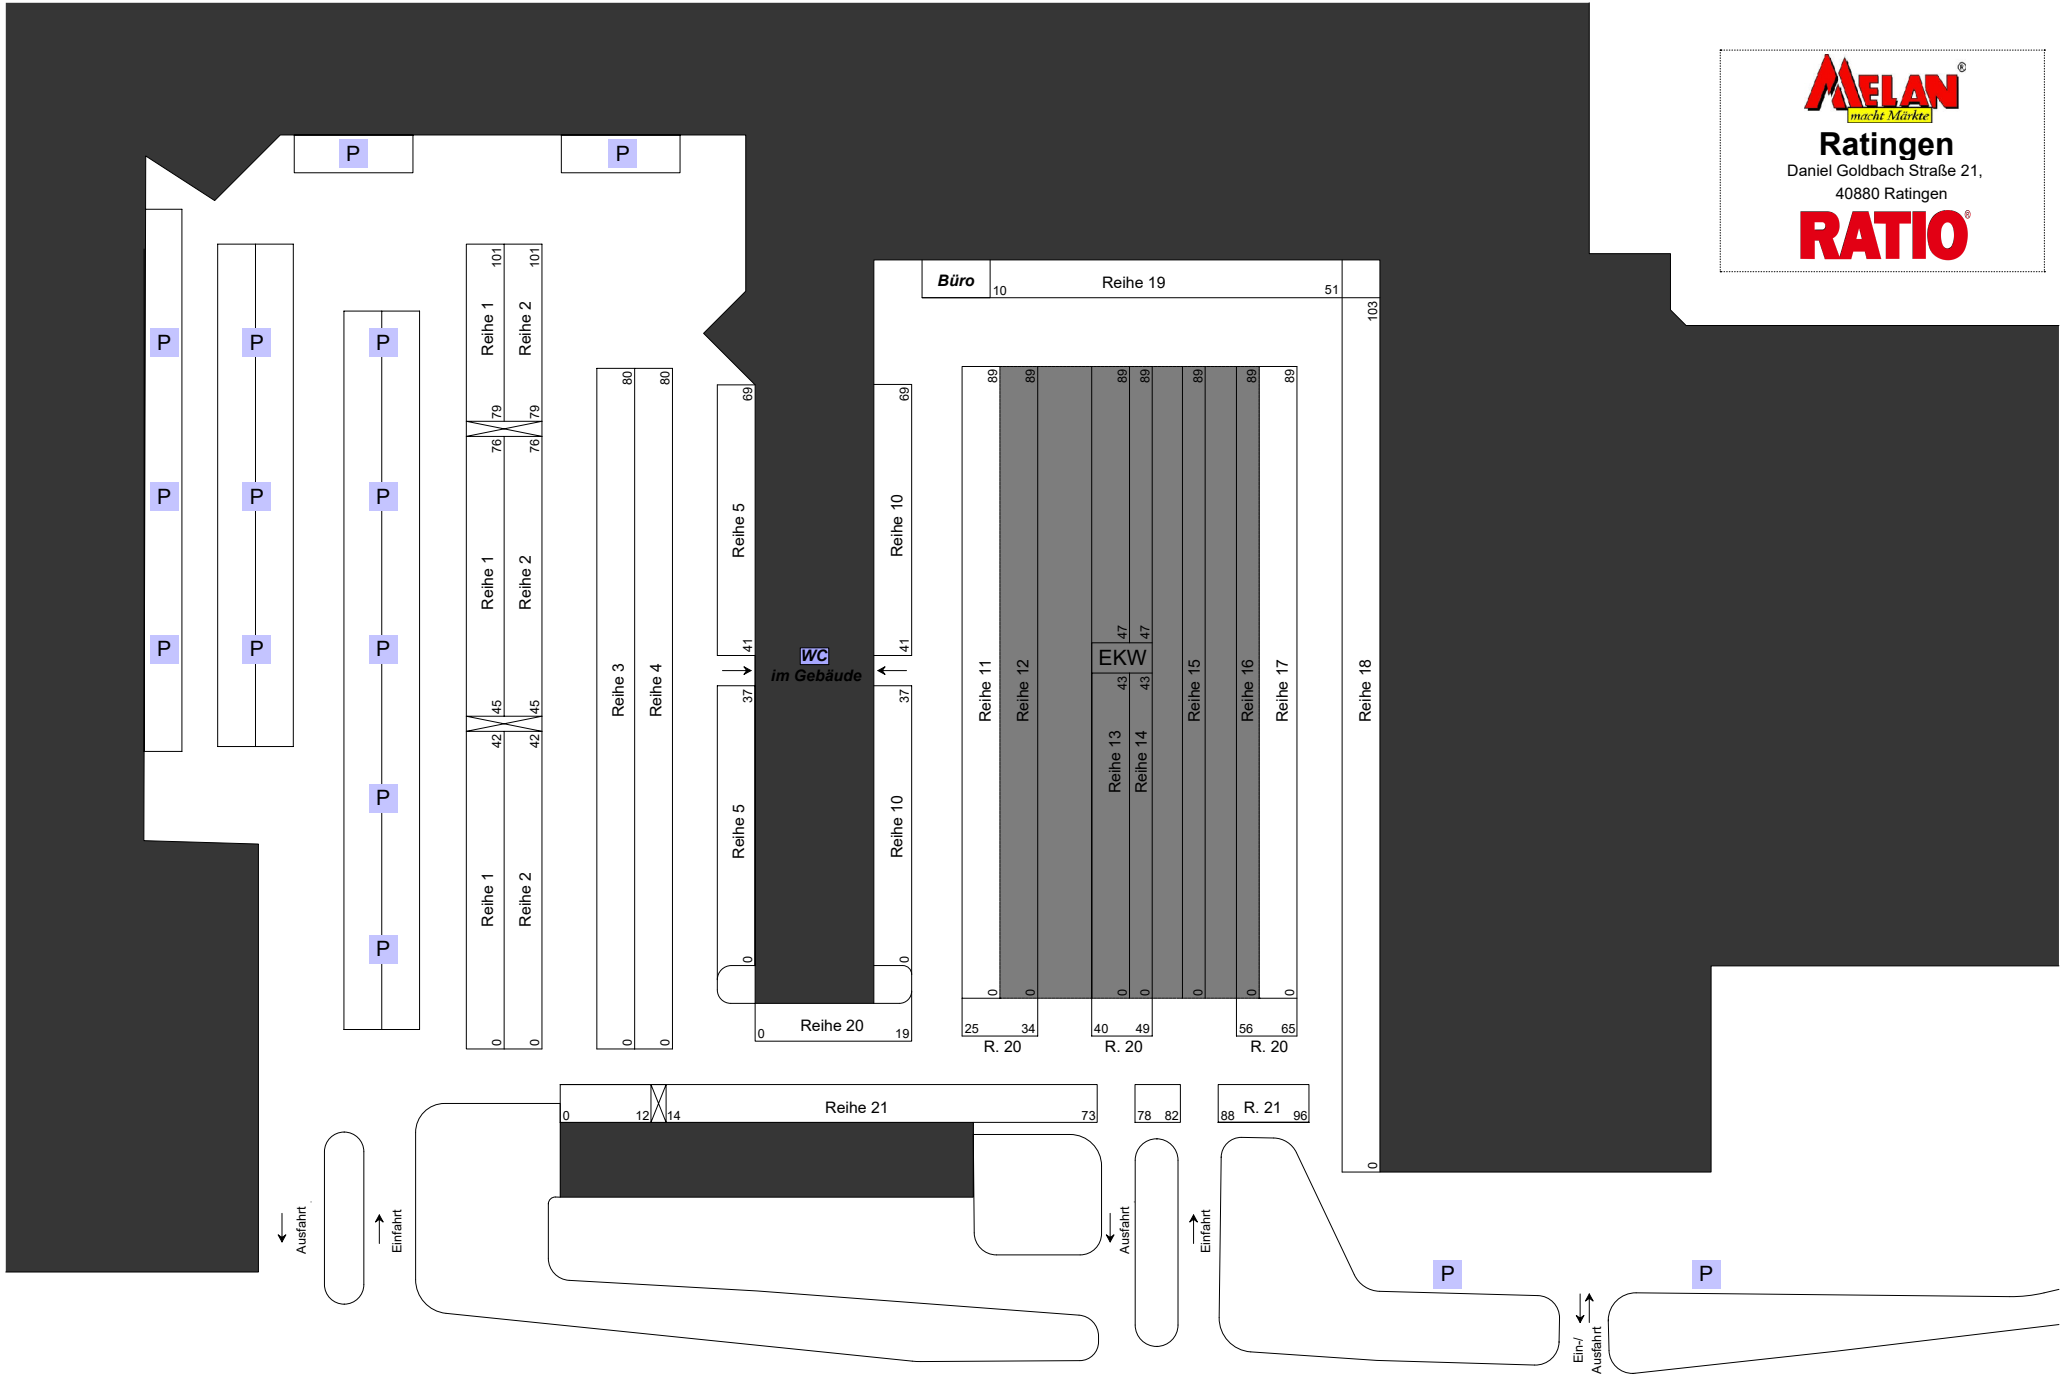 MELAN®
macht Märkte
Ratingen
Daniel Goldbach Straße 21,
40880 Ratingen
RATIO®
P
P
Büro
10
Reihe 19
51
103
101
101
Reihe 1
Reihe 2
79
79
76
76
Reihe 1
Reihe 2
45
45
42
42
Reihe 1
Reihe 2
0
0
P
P
P
P
P
P
P
P
P
P
P
80
80
Reihe 3
Reihe 4
0
0
69
Reihe 5
41
37
Reihe 5
0
WC
im Gebäude
69
Reihe 10
41
37
Reihe 10
0
89
89
89
89
89
89
89
47
47
EKW
43
43
Reihe 11
Reihe 12
Reihe 13
Reihe 14
Reihe 15
Reihe 16
Reihe 17
Reihe 18
0
0
0
0
0
0
0
0
0
Reihe 20
19
25
34
R. 20
40
49
R. 20
56
65
R. 20
0
12
14
Reihe 21
73
78
82
88
R. 21
96
Ausfahrt
Einfahrt
Ausfahrt
Einfahrt
P
P
Ein-/
Ausfahrt